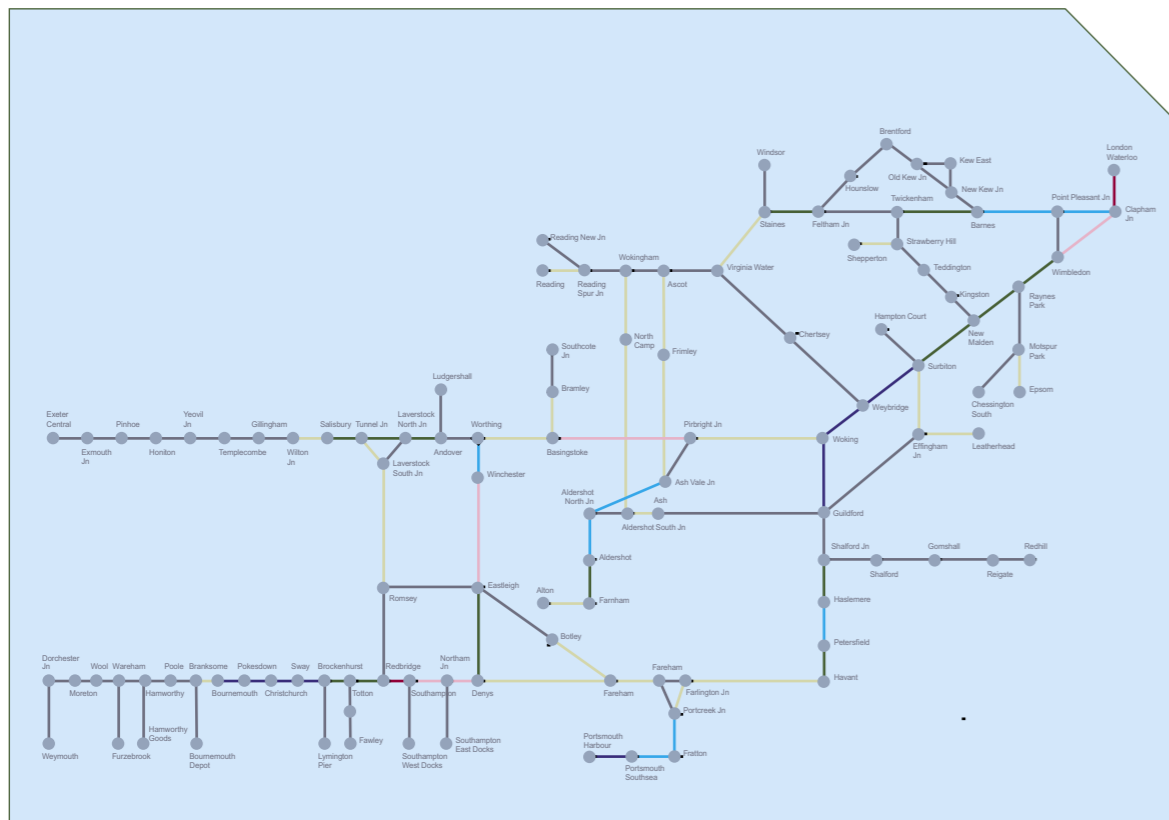 Brentford
London
Waterloo
Windsor
Kew East
Old Kew Jn
Hounslow
New Kew Jn
Point Pleasant Jn
Twickenham
Clapham
Jn
Staines
Feltham Jn
Barnes
Reading New Jn
Strawberry Hill
Shepperton
Wokingham
Wimbledon
Virginia Water
Teddington
Reading
Reading
Spur Jn
Ascot
Raynes
Park
Kingston
Hampton Court
North
Camp
Chertsey
New
Malden
Southcote
Jn
Frimley
Motspur
Park
Surbiton
Ludgershall
Bramley
Chessington
South
Epsom
Weybridge
Exeter
Central
Pinhoe
Yeovil
Jn
Gillingham
Salisbury
Tunnel Jn
Laverstock
North Jn
Worthing
Pirbright Jn
Woking
Exmouth
Jn
Honiton
Templecombe
Wilton
Jn
Laverstock
South Jn
Andover
Basingstoke
Effingham
Jn
Leatherhead
Winchester
Ash Vale Jn
Aldershot
North Jn
Ash
Aldershot South Jn
Guildford
Shalford Jn
Gomshall
Redhill
Aldershot
Shalford
Reigate
Eastleigh
Romsey
Alton
Farnham
Haslemere
Botley
Petersfield
Dorchester
Jn
Wool
Wareham
Poole
Branksome
Pokesdown
Sway
Brockenhurst
Redbridge
Northam
Jn
Fareham
Moreton
Hamworthy
Bournemouth
Christchurch
Totton
Southampton
Denys
Fareham
Farlington Jn
Havant
Portcreek Jn
Hamworthy
Goods
Portsmouth
Harbour
Weymouth
Furzebrook
Bournemouth
Depot
Lymington
Pier
Fawley
Southampton
West Docks
Southampton
East Docks
Portsmouth
Southsea
Fratton